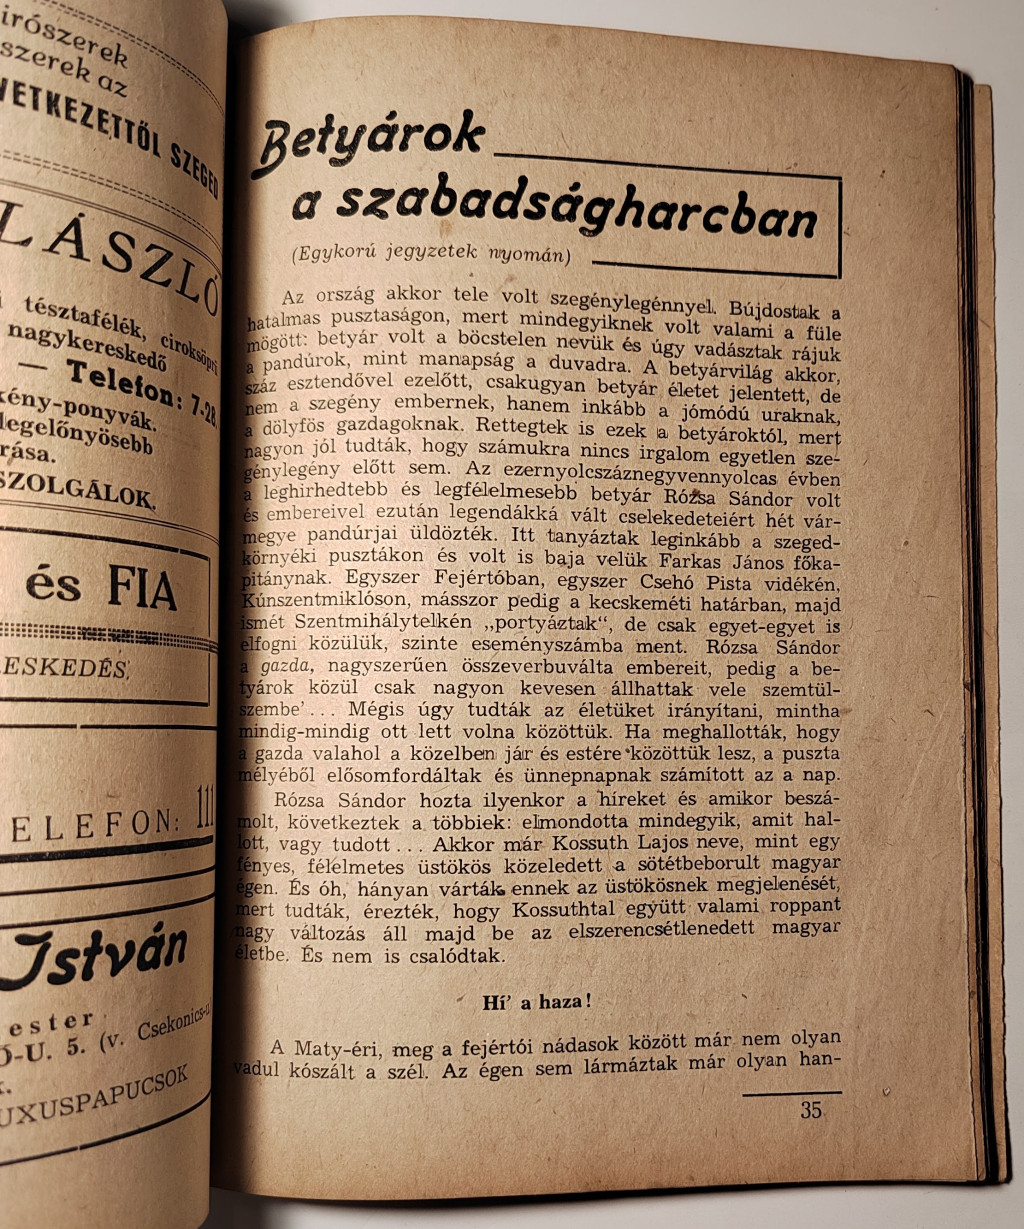 írószerek
szerek az
VETKEZETTŐL SZEGED
LÁSZLÓ
tésztafélék, ciroksöprű
nagykereskedő
— Telefon: 7-28.
kény-ponyvák.
legelőnyösebb
rása.
SZOLGÁLOK.
és FIA
RESKEDÉS
TELEFON: 111
István
ester
Ő-U. 5. (v. Csekonics-u.
k.
UXUSPAPUCSOK
Betyárok
a szabadságharcban
(Egykorú jegyzetek nyomán)
Az ország akkor tele volt szegénylegénnyel. Bújdostak a
hatalmas pusztaságon, mert mindegyiknek volt valami a füle
mögött: betyár volt a böcstelen nevük és úgy vadásztak rájuk
a pandúrok, mint manapság a duvadra. A betyárvilág akkor,
száz esztendővel ezelőtt, csakugyan betyár életet jelentett, de
nem a szegény embernek, hanem inkább a jómódú uraknak,
a dölyfös gazdagoknak. Rettegtek is ezek a betyároktól, mert
nagyon jól tudták, hogy számukra nincs irgalom egyetlen sze-
génylegény előtt sem. Az ezernyolcszáznegyvennyolcas évben
a leghirhedtebb és legfélelmesebb betyár Rózsa Sándor volt
és embereivel ezután legendákká vált cselekedeteiért hét vár-
megye pandúrjai üldözték. Itt tanyáztak leginkább a szeged-
környéki pusztákon és volt is baja velük Farkas János főka-
pitánynak. Egyszer Fejértóban, egyszer Csehó Pista vidékén,
Kúnszentmiklóson, másszor pedig a kecskeméti határban, majd
ismét Szentmihálytelkén „portyáztak", de csak egyet-egyet is
elfogni közülük, szinte eseményszámba ment. Rózsa Sándor
a gazda, nagyszerűen összeverbuválta embereit, pedig a be-
tyárok közül csak nagyon kevesen állhattak vele szemtül-
szembe'... Mégis úgy tudták az életüket irányítani, mintha
mindig-mindig ott lett volna közöttük. Ha meghallották, hogy
a gazda valahol a közelben jár és estére közöttük lesz, a puszta
mélyéből elősomfordáltak és ünnepnapnak számított az a nap.
Rózsa Sándor hozta ilyenkor a híreket és amikor beszá-
molt, következtek a többiek: elmondotta mindegyik, amit hal-
lott, vagy tudott... Akkor már Kossuth Lajos neve, mint egy
fényes, félelmetes üstökös közeledett a sötétbeborult magyar
égen. És óh, hányan várták ennek az üstökösnek megjelenését,
mert tudták, érezték, hogy Kossuthtal együtt valami roppant
nagy változás áll majd be az elszerencsétlenedett magyar
életbe. És nem is csalódtak.
Hí' a haza!
A Maty-éri, meg a fejértói nádasok között már nem olyan
vadul kószált a szél. Az égen sem lármáztak már olyan han-
35